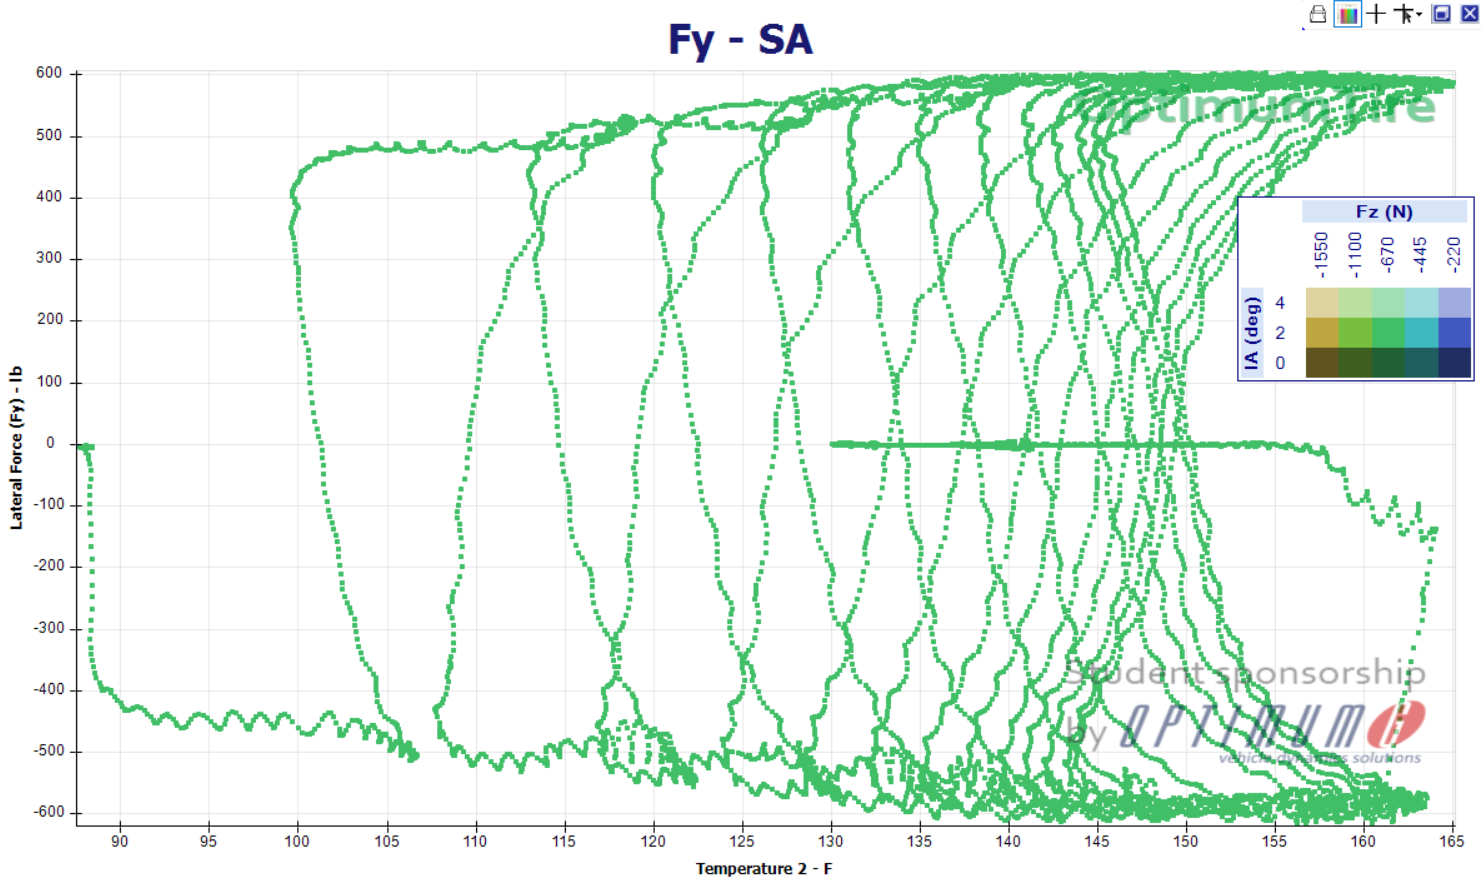 Fy - SA
600
500
400
300
200
100
0
-100
-200
-300
-400
-500
-600
Lateral Force (Fy) - lb
90 95 100 105 110 115 120 125 130 135 140 145 150 155 160 165
Temperature 2 - F
Optimum Tire
Fz (N)
-1550 -1100 -670 -445 -220
IA (deg)
4
2
0
Student sponsorship
by OPTIMUM
vehicle dynamics solutions